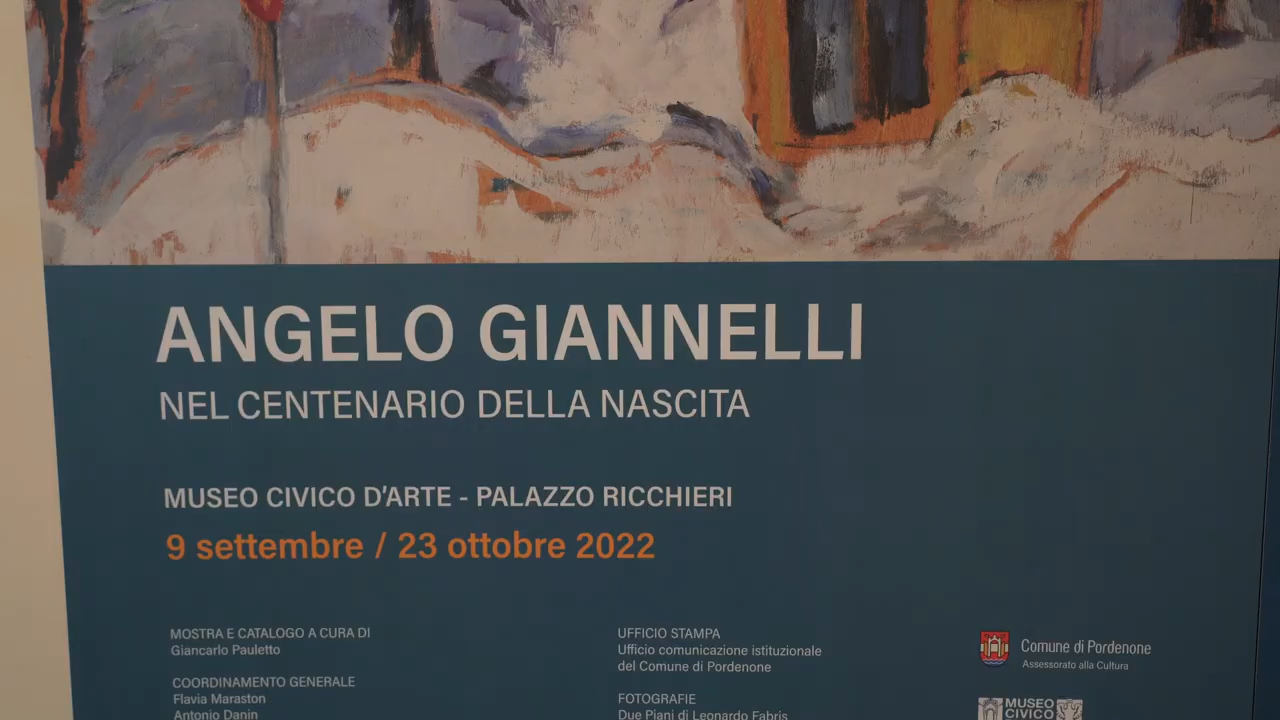 ANGELO GIANNELLI
NEL CENTENARIO DELLA NASCITA
MUSEO CIVICO D'ARTE - PALAZZO RICCHIERI
9 settembre / 23 ottobre 2022
MOSTRA E CATALOGO A CURA DI
Giancarlo Pauletto
COORDINAMENTO GENERALE
Flavia Maraston
Antonio Danin
UFFICIO STAMPA
Ufficio comunicazione istituzionale
del Comune di Pordenone
FOTOGRAFIE
Due Piani di Leonardo Fabris
Comune di Pordenone
Assessorato alla Cultura
MUSEO
CIVICO